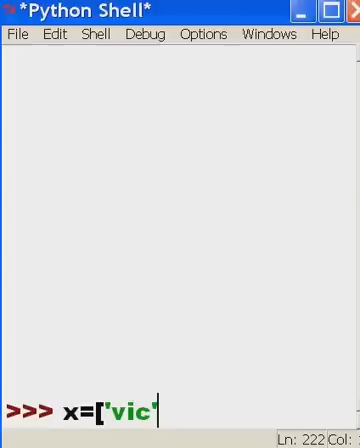 *Python Shell*
File Edit Shell Debug Options Windows Help
>>> x=['vic'
Ln: 222 Col: